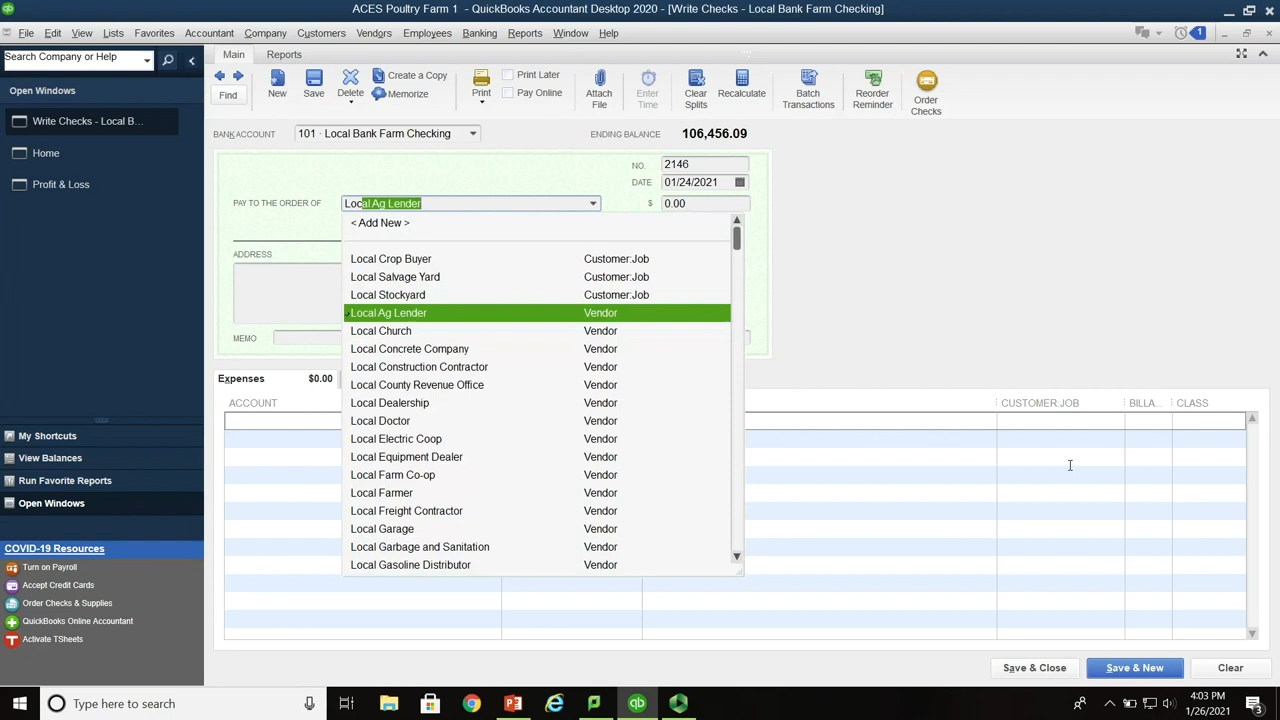 ACES Poultry Farm 1 - QuickBooks Accountant Desktop 2020 - [Write Checks - Local Bank Farm Checking]
File Edit View Lists Favorites Accountant Company Customers Vendors Employees Banking Reports Window Help
1
Search Company or Help
Open Windows
Write Checks - Local B...
Home
Profit & Loss
My Shortcuts
View Balances
Run Favorite Reports
Open Windows
COVID-19 Resources
Turn on Payroll
Accept Credit Cards
Order Checks & Supplies
QuickBooks Online Accountant
Activate TSheets
Main Reports
Find
New
Save
Delete
Create a Copy
Memorize
Print
Print Later
Pay Online
Attach File
Enter Time
Clear Splits
Recalculate
Batch Transactions
Reorder Reminder
Order Checks
BANK ACCOUNT 101 · Local Bank Farm Checking ENDING BALANCE 106,456.09
NO. 2146
DATE 01/24/2021
PAY TO THE ORDER OF Local Ag Lender $ 0.00
ADDRESS
MEMO
< Add New >
Local Crop Buyer Customer:Job
Local Salvage Yard Customer:Job
Local Stockyard Customer:Job
Local Ag Lender Vendor
Local Church Vendor
Local Concrete Company Vendor
Local Construction Contractor Vendor
Local County Revenue Office Vendor
Local Dealership Vendor
Local Doctor Vendor
Local Electric Coop Vendor
Local Equipment Dealer Vendor
Local Farm Co-op Vendor
Local Farmer Vendor
Local Freight Contractor Vendor
Local Garage Vendor
Local Garbage and Sanitation Vendor
Local Gasoline Distributor Vendor
Expenses $0.00
ACCOUNT CUSTOMER:JOB BILLA... CLASS
Save & Close Save & New Clear
Type here to search
4:03 PM
1/26/2021
3